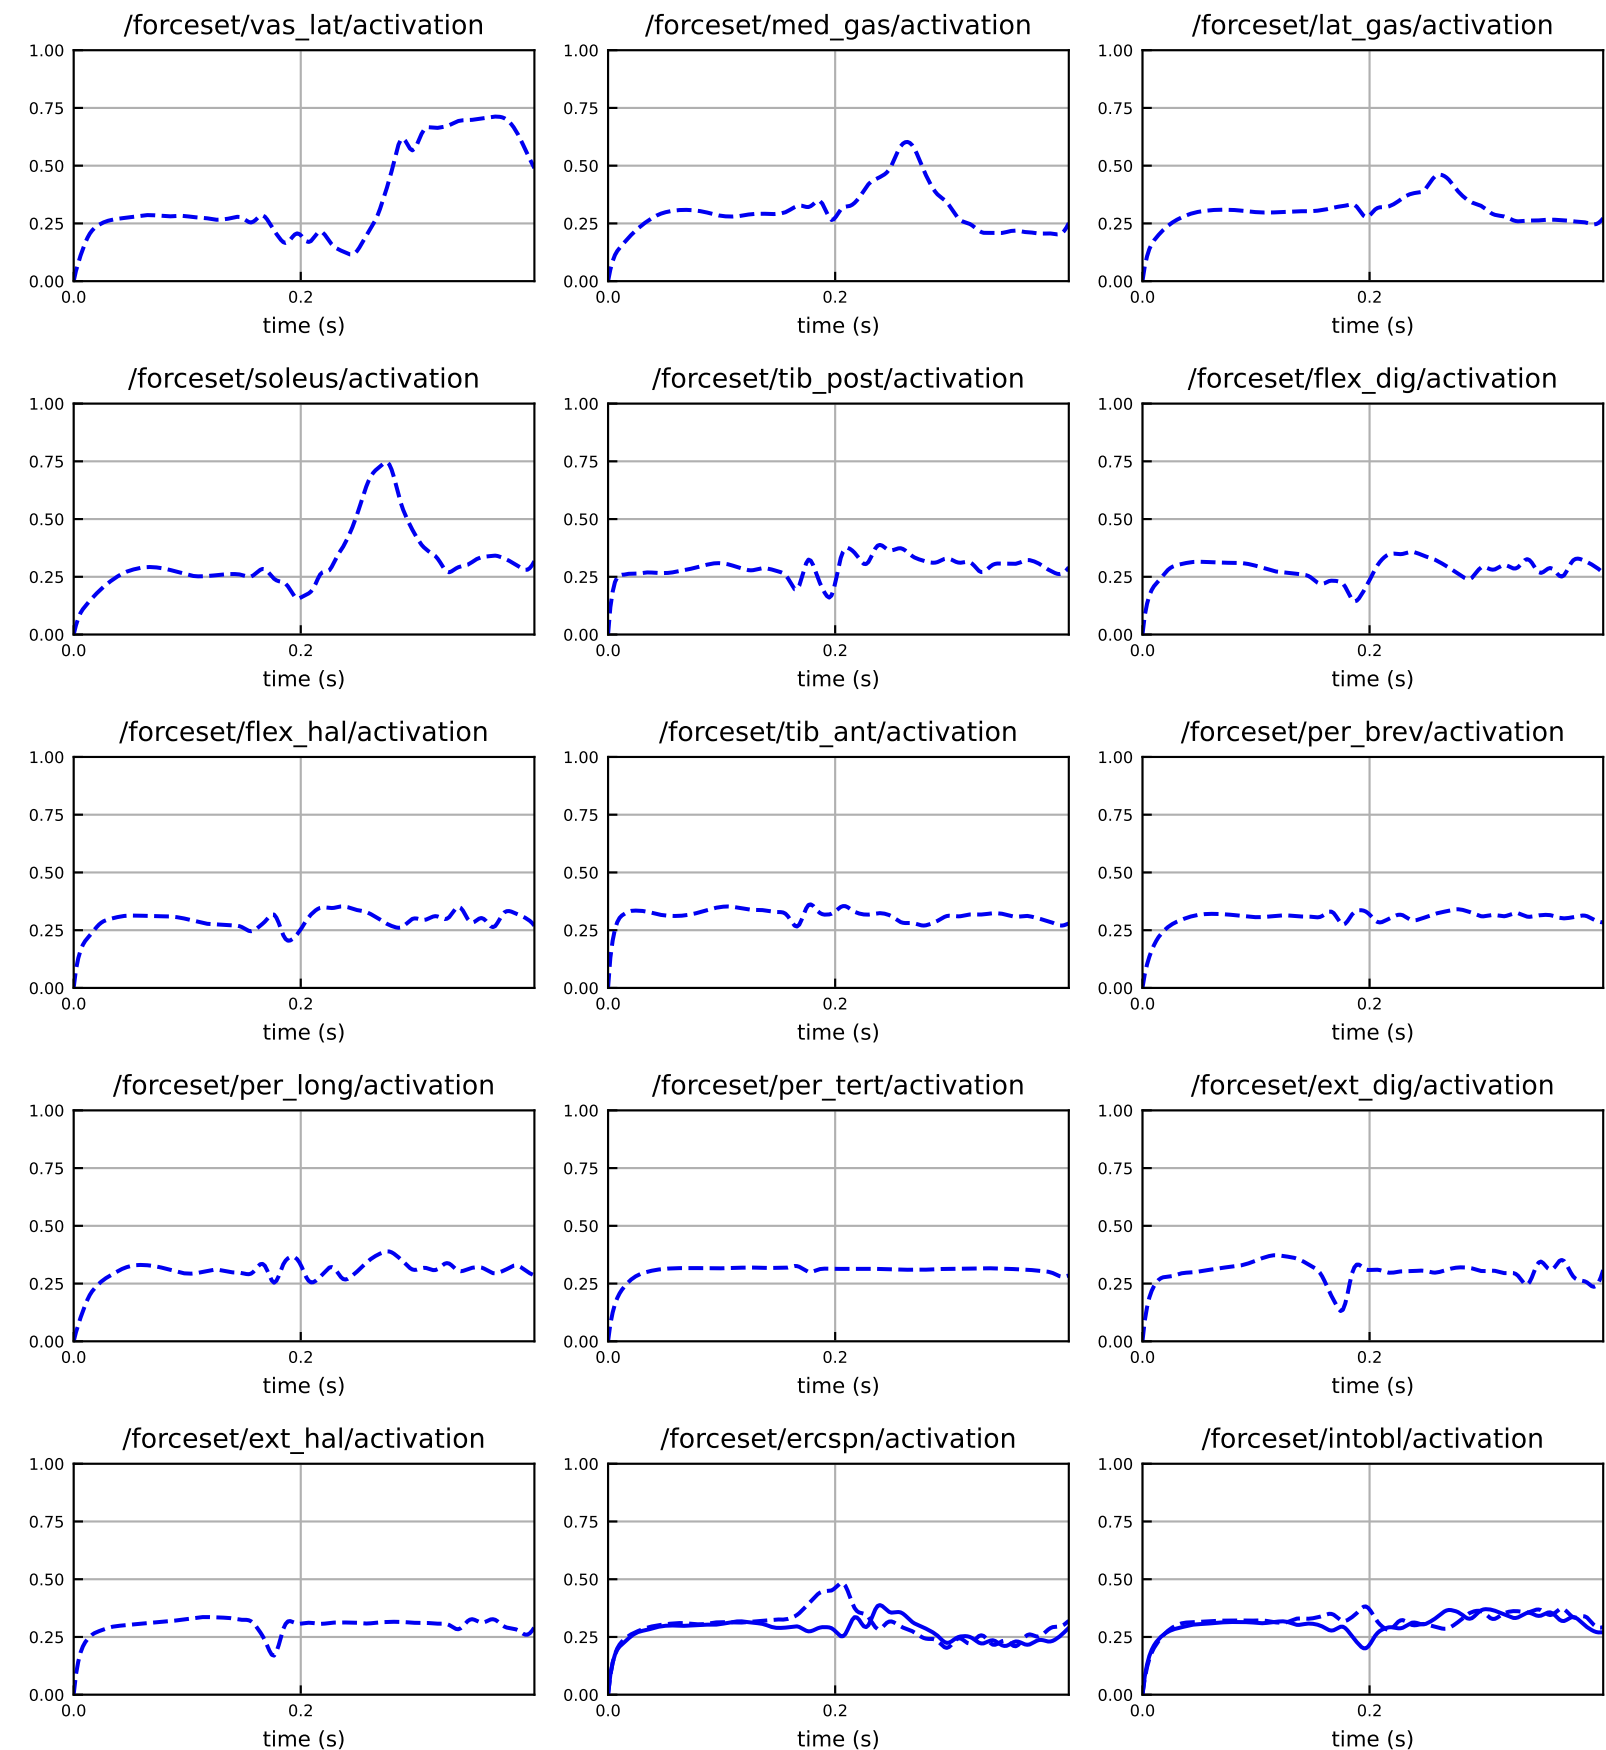 /forceset/vas_lat/activation /forceset/med_gas/activation /forceset/lat_gas/activation
1.00 1.00 1.00
0.75 0.75 0.75
0.50 0.50 0.50
0.25 0.25 0.25
0.00 0.00 0.00
0.0 0.2 0.0 0.2 0.0 0.2
time (s) time (s) time (s)
/forceset/soleus/activation /forceset/tib_post/activation /forceset/flex_dig/activation
1.00 1.00 1.00
0.75 0.75 0.75
0.50 0.50 0.50
0.25 0.25 0.25
0.00 0.00 0.00
0.0 0.2 0.0 0.2 0.0 0.2
time (s) time (s) time (s)
/forceset/flex_hal/activation /forceset/tib_ant/activation /forceset/per_brev/activation
1.00 1.00 1.00
0.75 0.75 0.75
0.50 0.50 0.50
0.25 0.25 0.25
0.00 0.00 0.00
0.0 0.2 0.0 0.2 0.0 0.2
time (s) time (s) time (s)
/forceset/per_long/activation /forceset/per_tert/activation /forceset/ext_dig/activation
1.00 1.00 1.00
0.75 0.75 0.75
0.50 0.50 0.50
0.25 0.25 0.25
0.00 0.00 0.00
0.0 0.2 0.0 0.2 0.0 0.2
time (s) time (s) time (s)
/forceset/ext_hal/activation /forceset/ercspn/activation /forceset/intobl/activation
1.00 1.00 1.00
0.75 0.75 0.75
0.50 0.50 0.50
0.25 0.25 0.25
0.00 0.00 0.00
0.0 0.2 0.0 0.2 0.0 0.2
time (s) time (s) time (s)